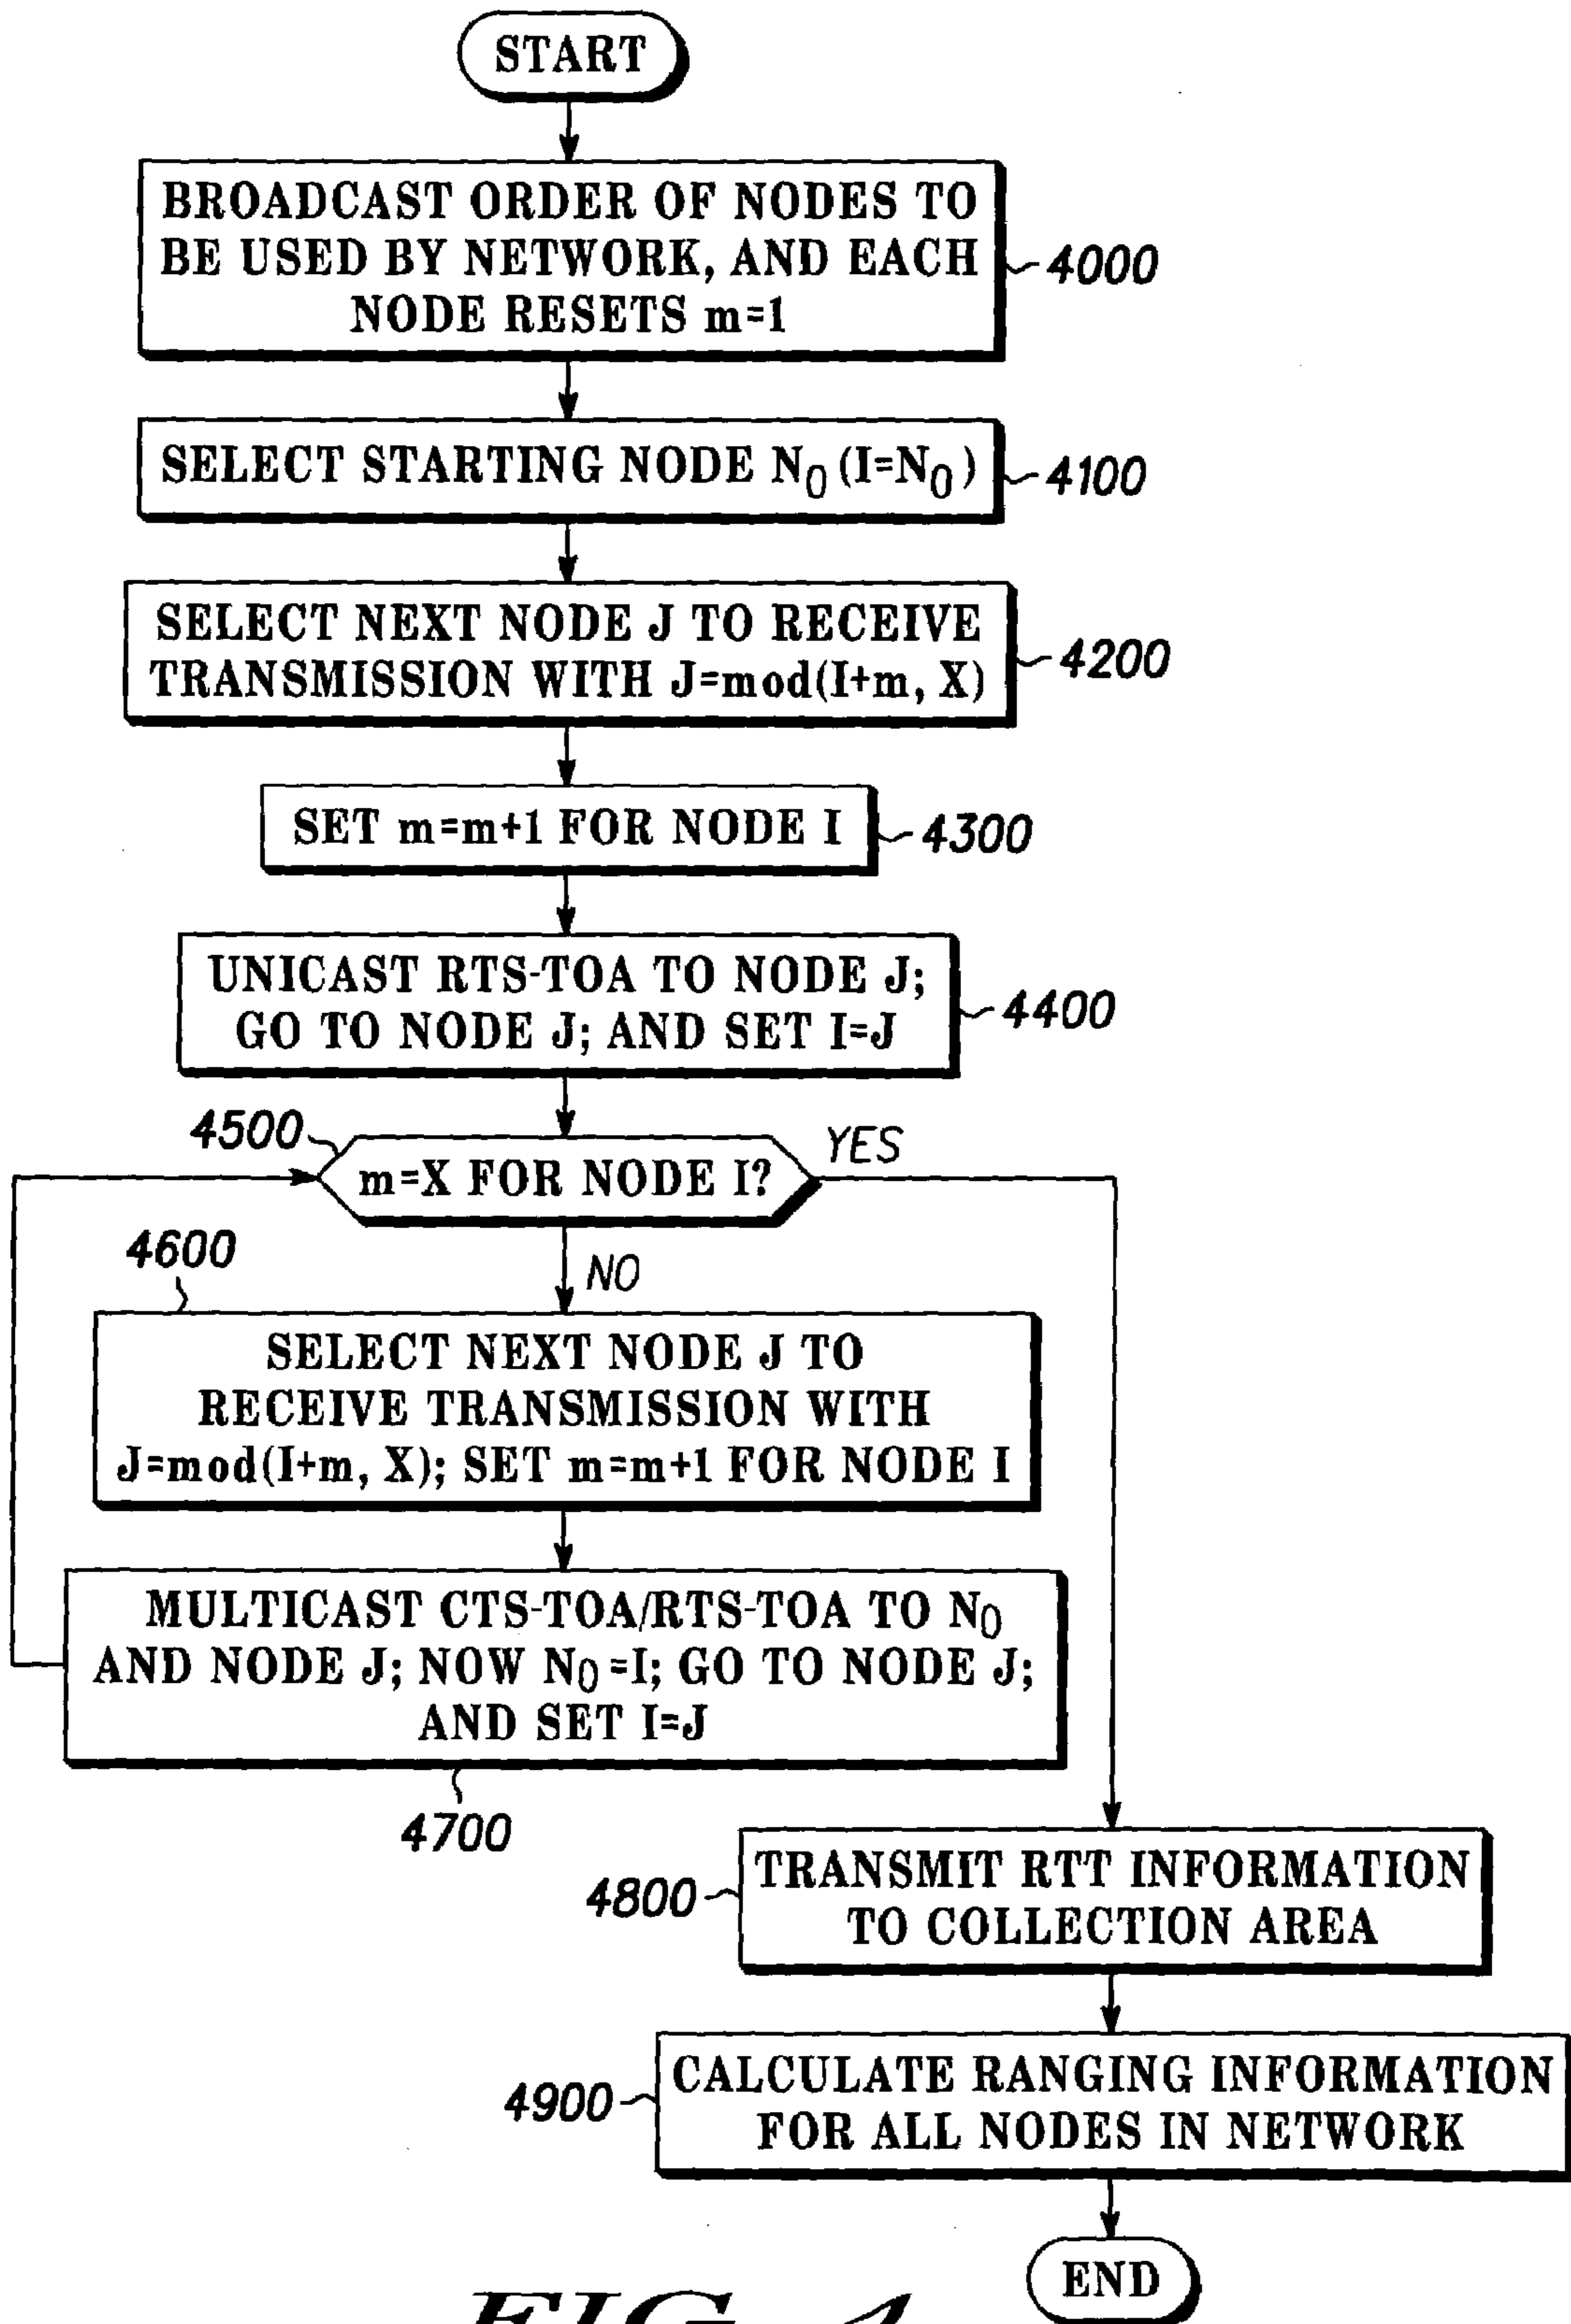 START
BROADCAST ORDER OF NODES TO
BE USED BY NETWORK, AND EACH
NODE RESETS m=1
4000
SELECT STARTING NODE N0 (I=N0)
4100
SELECT NEXT NODE J TO RECEIVE
TRANSMISSION WITH J=mod(I+m, X)
4200
SET m=m+1 FOR NODE I
4300
UNICAST RTS-TOA TO NODE J;
GO TO NODE J; AND SET I=J
4400
4500
m=X FOR NODE I?
YES
NO
4600
SELECT NEXT NODE J TO
RECEIVE TRANSMISSION WITH
J=mod(I+m, X); SET m=m+1 FOR NODE I
MULTICAST CTS-TOA/RTS-TOA TO N0
AND NODE J; NOW N0=I; GO TO NODE J;
AND SET I=J
4700
TRANSMIT RTT INFORMATION
TO COLLECTION AREA
4800
CALCULATE RANGING INFORMATION
FOR ALL NODES IN NETWORK
4900
END
FIG. 4